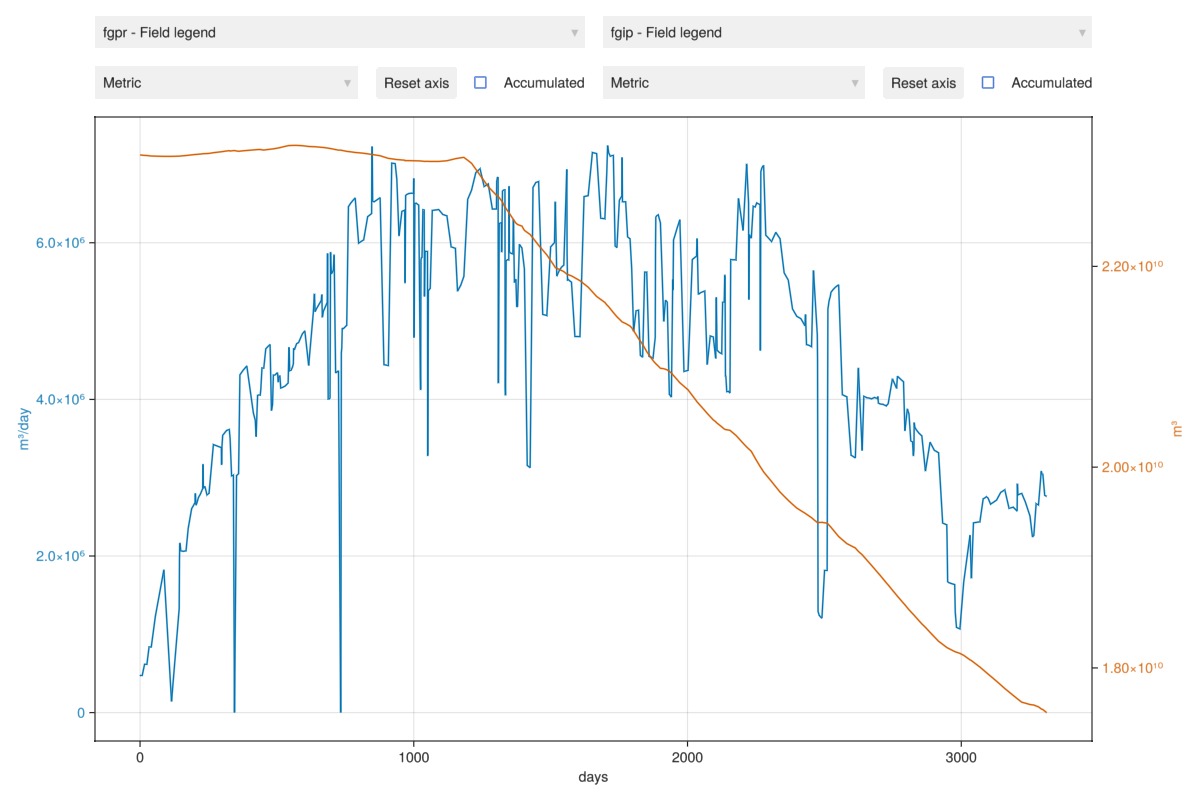 fgpr - Field legend
fgip - Field legend
Metric
Reset axis
Accumulated
Metric
Reset axis
Accumulated
6.0×10⁶
4.0×10⁶
2.0×10⁶
0
m³/day
2.20×10¹⁰
2.00×10¹⁰
1.80×10¹⁰
m³
0
1000
2000
3000
days